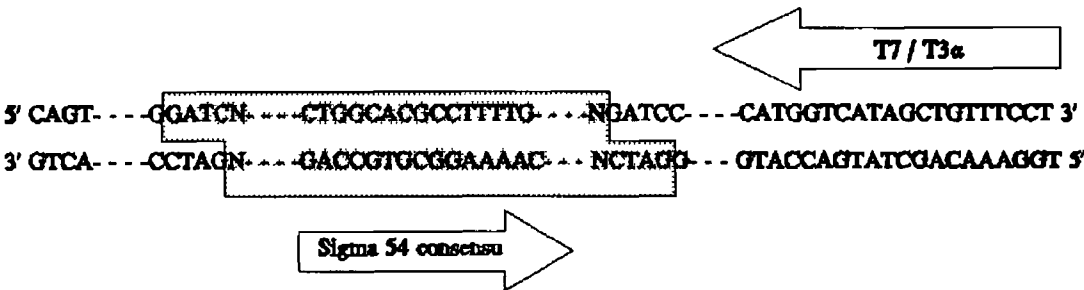 T7 / T3α
5' CAGT- - - -GGATCN- - - -CTGGCACGCCTTTTG- - - NGATCC- - - -CATGGTCATAGCTGTTTCCT 3'
3' GTCA- - - -CCTAGN- - - -GACCGTGCGGAAAAC- - - NCTAGG- - - -GTACCAGTATCGACAAAGGT 5'
Sigma 54 consensu